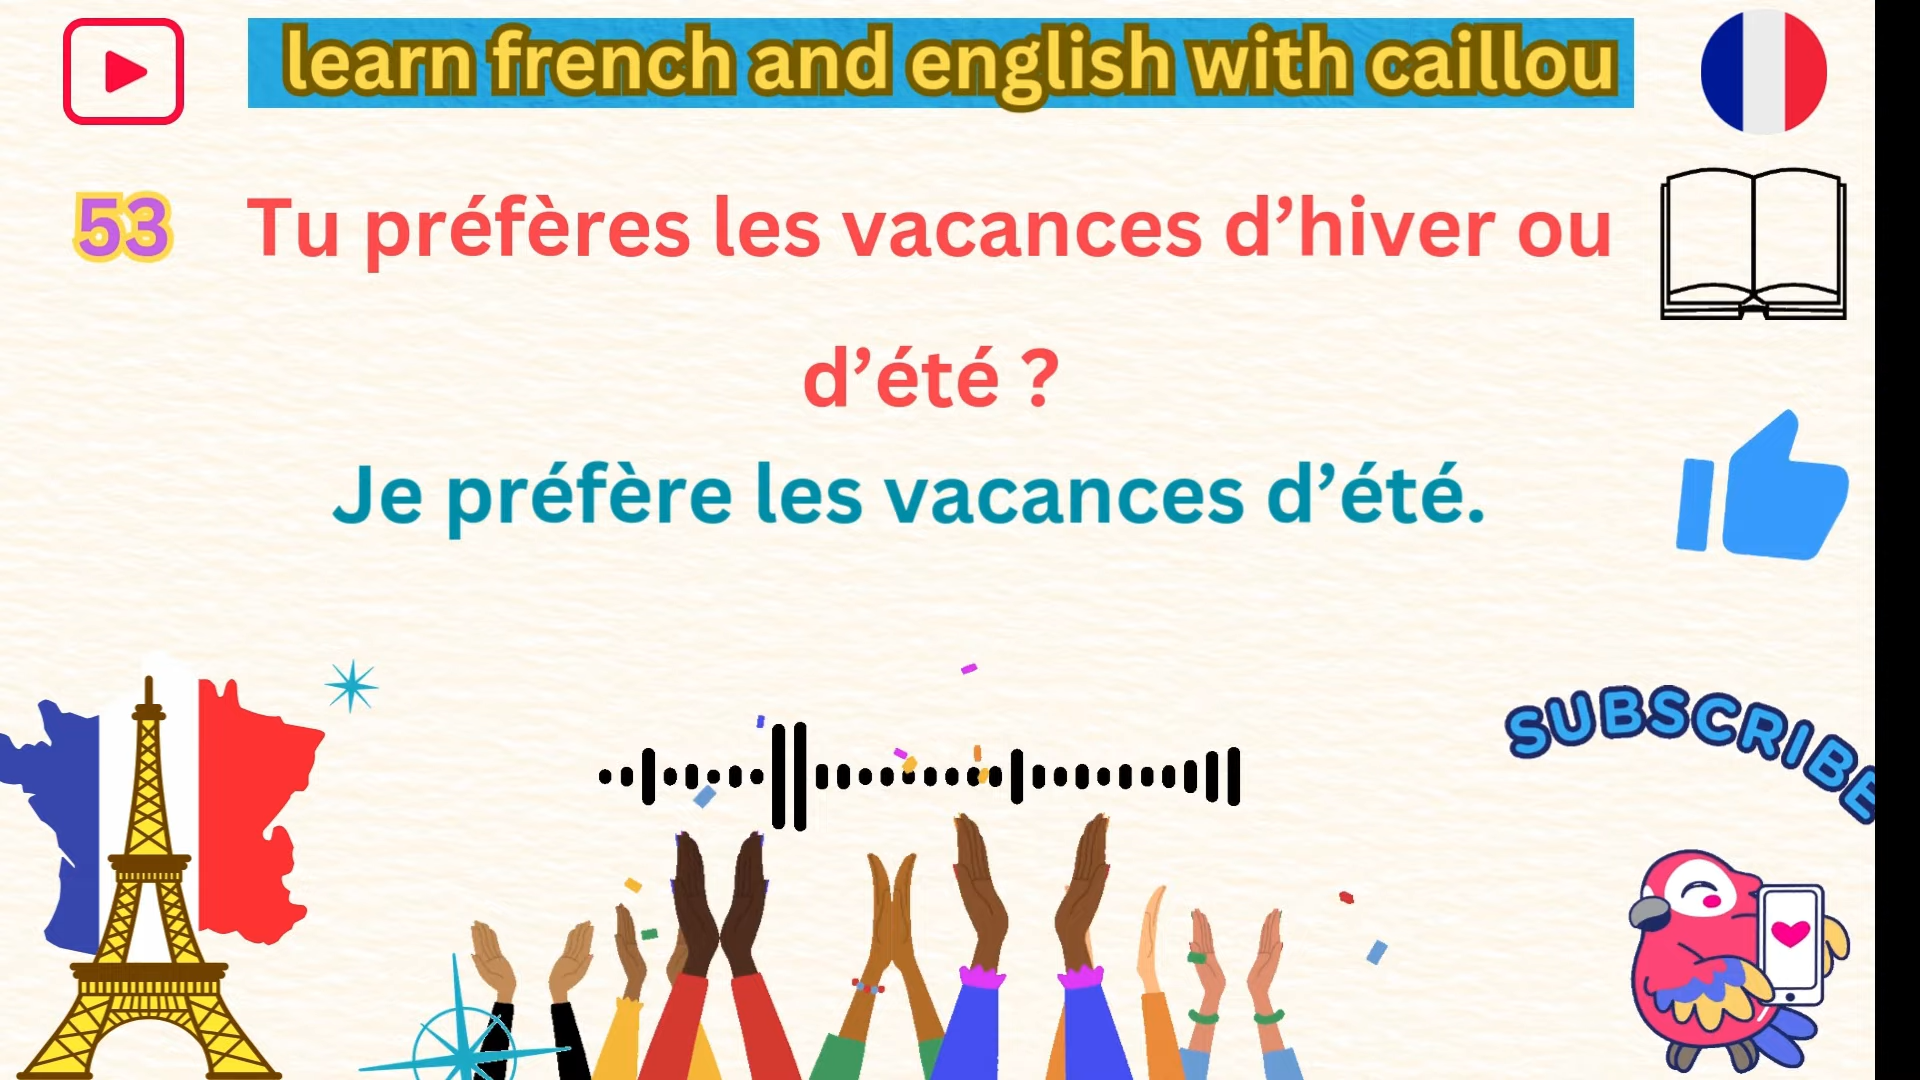 learn french and english with caillou
53 Tu préfères les vacances d’hiver ou
d’été ?
Je préfère les vacances d’été.
SUBSCRIBE